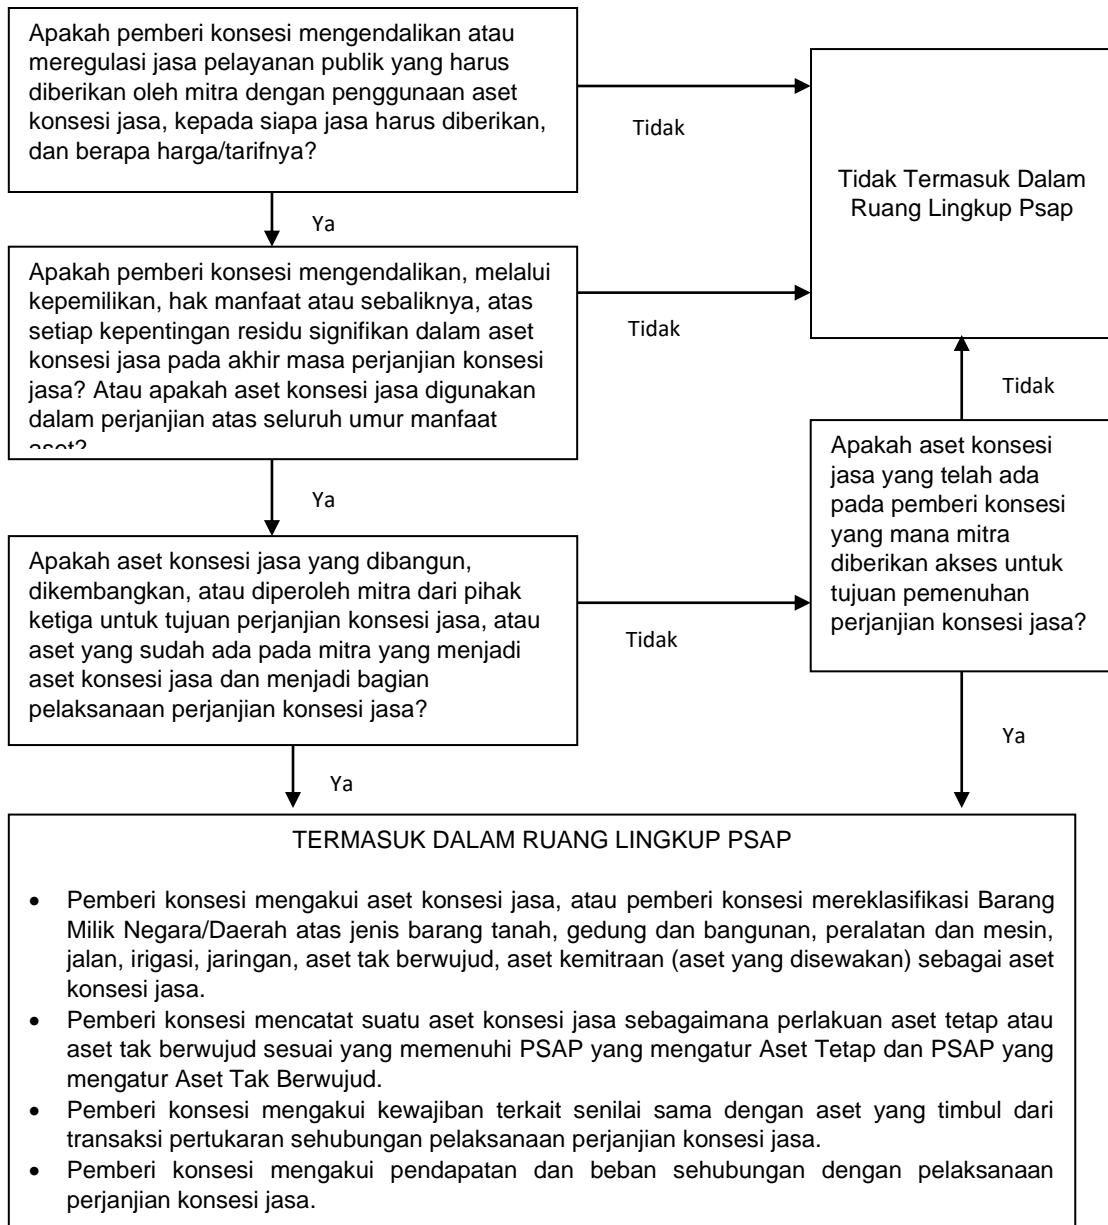 Apakah pemberi konsesi mengendalikan atau
meregulasi jasa pelayanan publik yang harus
diberikan oleh mitra dengan penggunaan aset
konsesi jasa, kepada siapa jasa harus diberikan,
dan berapa harga/tarifnya?
Tidak
Tidak Termasuk Dalam
Ruang Lingkup Psap
Ya
Apakah pemberi konsesi mengendalikan, melalui
kepemilikan, hak manfaat atau sebaliknya, atas
setiap kepentingan residu signifikan dalam aset
konsesi jasa pada akhir masa perjanjian konsesi
jasa? Atau apakah aset konsesi jasa digunakan
dalam perjanjian atas seluruh umur manfaat
aset?
Tidak
Tidak
Ya
Apakah aset konsesi
jasa yang telah ada
pada pemberi konsesi
yang mana mitra
diberikan akses untuk
tujuan pemenuhan
perjanjian konsesi jasa?
Apakah aset konsesi jasa yang dibangun,
dikembangkan, atau diperoleh mitra dari pihak
ketiga untuk tujuan perjanjian konsesi jasa, atau
aset yang sudah ada pada mitra yang menjadi
aset konsesi jasa dan menjadi bagian
pelaksanaan perjanjian konsesi jasa?
Tidak
Ya
Ya
TERMASUK DALAM RUANG LINGKUP PSAP
• Pemberi konsesi mengakui aset konsesi jasa, atau pemberi konsesi mereklasifikasi Barang
Milik Negara/Daerah atas jenis barang tanah, gedung dan bangunan, peralatan dan mesin,
jalan, irigasi, jaringan, aset tak berwujud, aset kemitraan (aset yang disewakan) sebagai aset
konsesi jasa.
• Pemberi konsesi mencatat suatu aset konsesi jasa sebagaimana perlakuan aset tetap atau
aset tak berwujud sesuai yang memenuhi PSAP yang mengatur Aset Tetap dan PSAP yang
mengatur Aset Tak Berwujud.
• Pemberi konsesi mengakui kewajiban terkait senilai sama dengan aset yang timbul dari
transaksi pertukaran sehubungan pelaksanaan perjanjian konsesi jasa.
• Pemberi konsesi mengakui pendapatan dan beban sehubungan dengan pelaksanaan
perjanjian konsesi jasa.